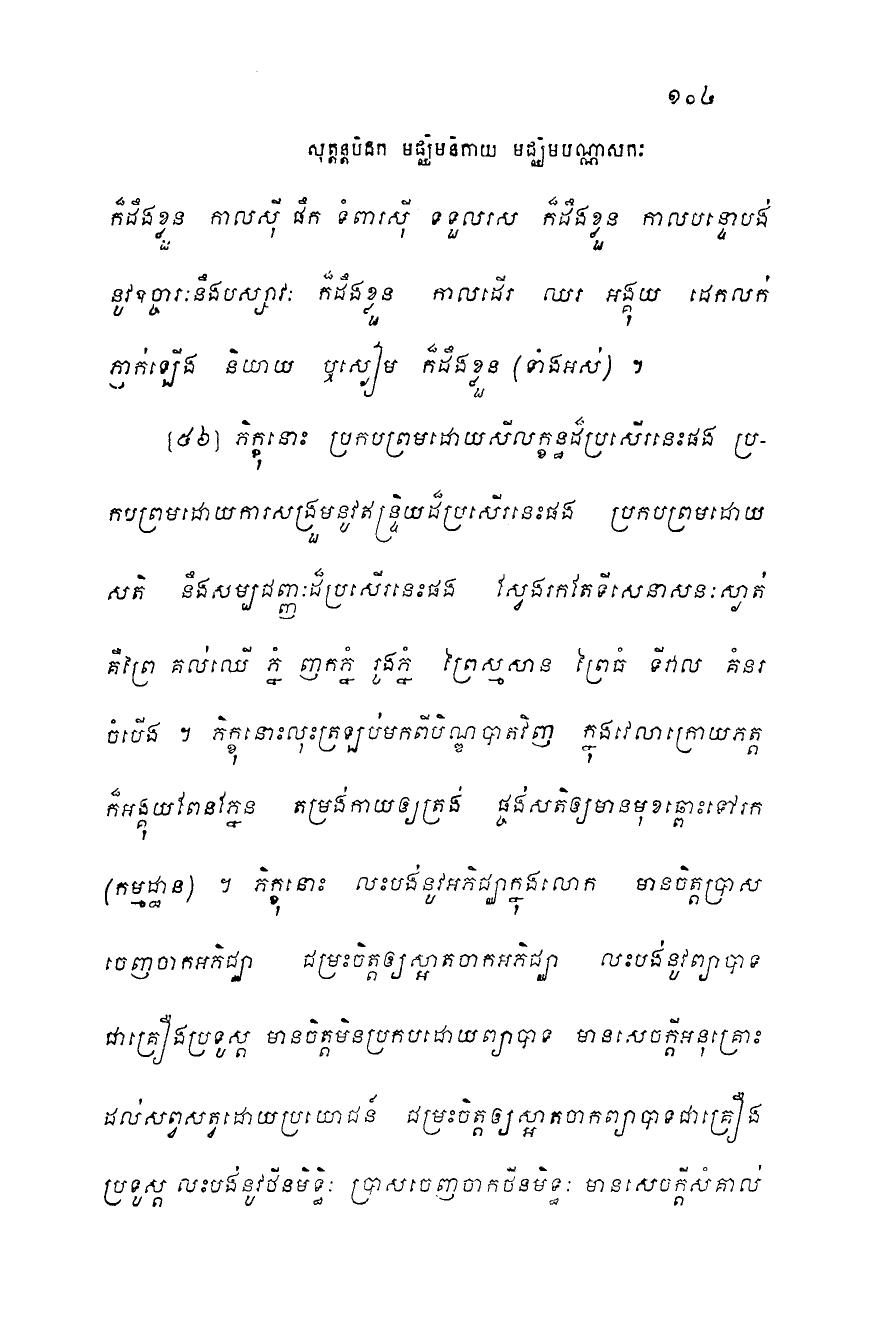 ១០៤
សុត្តន្តបិដក មជ្ឈិមនិកាយ មជ្ឈិមបណ្ណាសកៈ
ក៏ដឹងខ្លួន កាលស៊ី ផឹក ទំពារស៊ី ទទួលរស ក៏ដឹងខ្លួន កាលបន្ទោបង់
នូវឧច្ចារៈនឹងបស្សាវៈ ក៏ដឹងខ្លួន កាលដើរ ឈរ អង្គុយ ដេកលក់
ភ្ញាក់ឡើង និយាយ ឬស្ងៀម ក៏ដឹងខ្លួន (ទាំងអស់) ។
[៥៦] ភិក្ខុនោះ ប្រកបព្រមដោយសីលក្ខន្ធដ៏ប្រសើរនេះផង ប្រ-
កបព្រមដោយការសង្រួមនូវឥន្ទ្រិយដ៏ប្រសើរនេះផង ប្រកបព្រមដោយ
សតិ នឹងសម្បជញ្ញៈដ៏ប្រសើរនេះផង ស្វែងរកតែទីសេនាសនៈស្ងាត់
គឺព្រៃ គល់ឈើ ភ្នំ ញកភ្នំ រូងភ្នំ ព្រៃស្មសាន ព្រៃធំ ទីវាល គំនរ
ចំបើង ។ ភិក្ខុនោះលុះត្រឡប់មកពីបិណ្ឌបាតវិញ ក្នុងវេលាក្រោយភត្ត
ក៏អង្គុយពែនភ្នែន តម្រង់កាយឲ្យត្រង់ ផ្ចង់សតិឲ្យមានមុខឆ្ពោះទៅរក
(កម្មដ្ឋាន) ។ ភិក្ខុនោះ លះបង់នូវអភិជ្ឈាក្នុងលោក មានចិត្តប្រាស
ចេញចាកអភិជ្ឈា ជម្រះចិត្តឲ្យស្អាតចាកអភិជ្ឈា លះបង់នូវព្យាបាទ
ជាគ្រឿងប្រទូស្ត មានចិត្តមិនប្រកបដោយព្យាបាទ មានសេចក្តីអនុគ្រោះ
ដល់សព្វសត្វដោយប្រយោជន៍ ជម្រះចិត្តឲ្យស្អាតចាកព្យាបាទជាគ្រឿង
ប្រទូស្ត លះបង់នូវថីនមិទ្ធិៈ ប្រាសចេញចាកថីនមិទ្ធៈ មានសេចក្តីសំគាល់